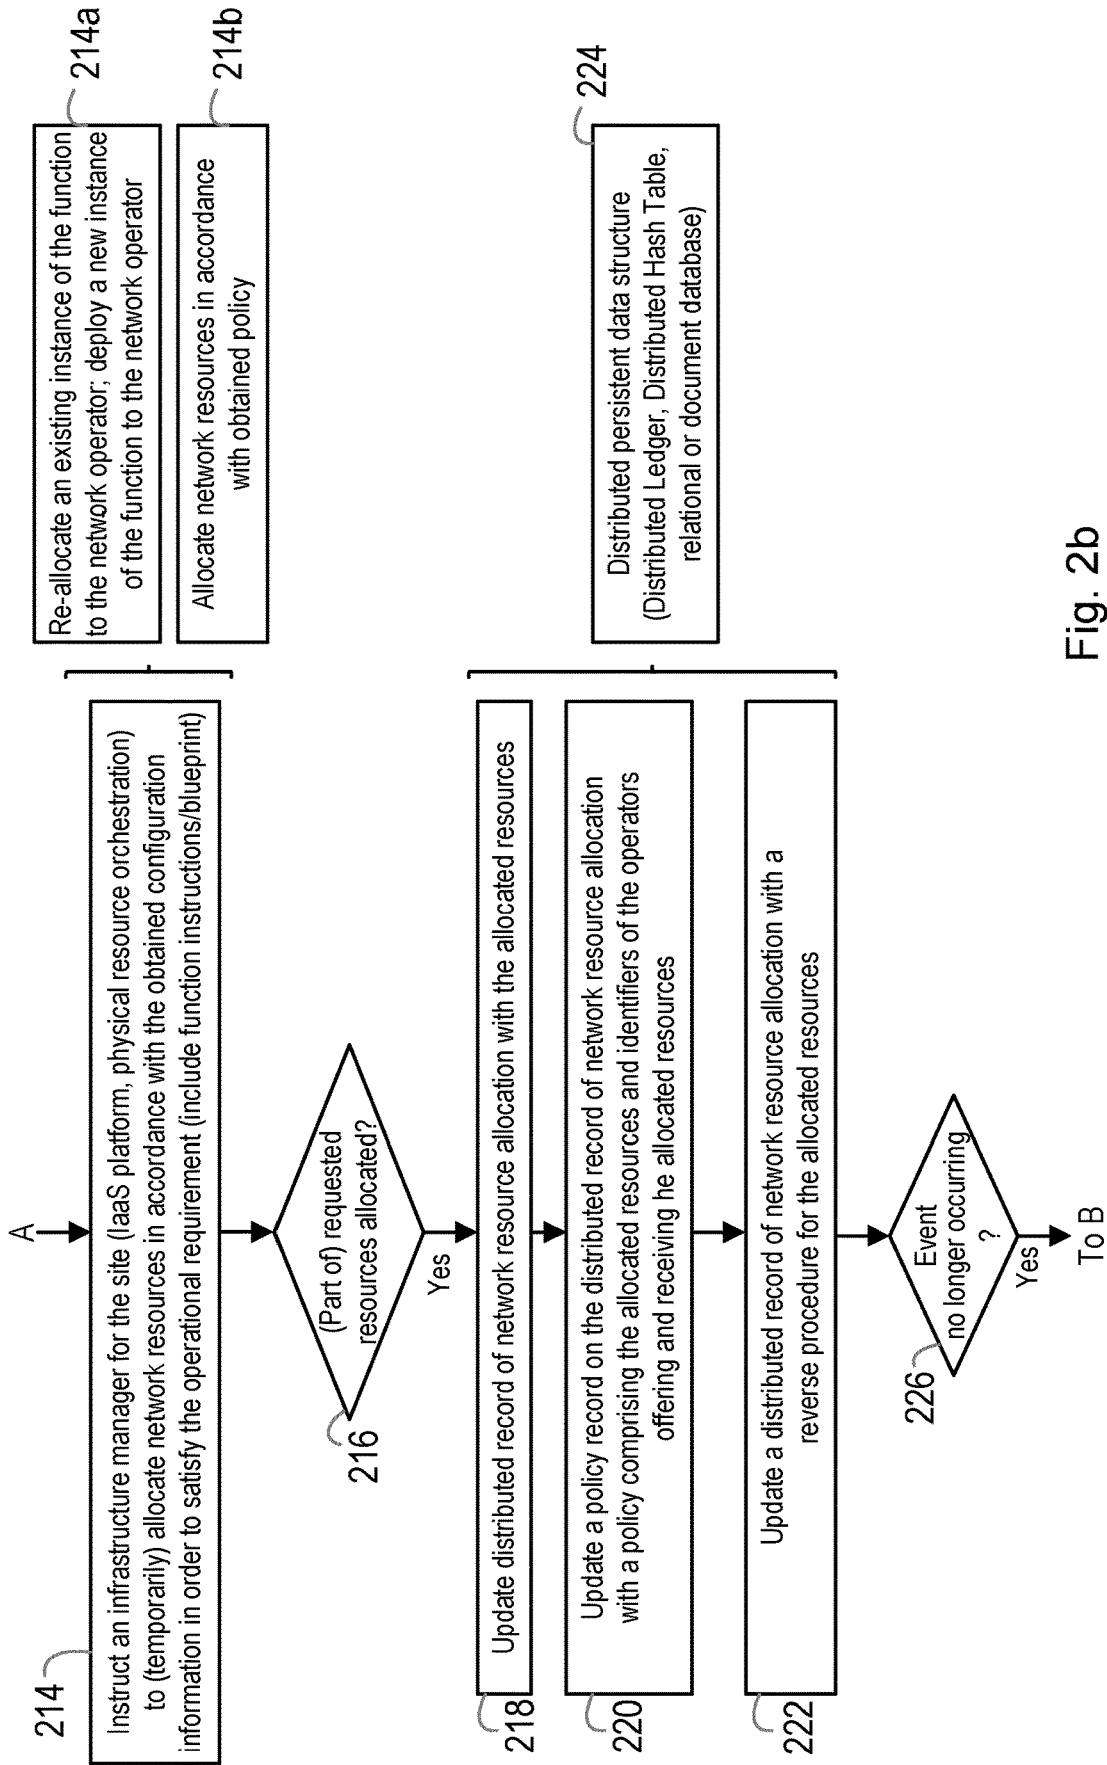 A
214
Instruct an infrastructure manager for the site (IaaS platform, physical resource orchestration)
to (temporarily) allocate network resources in accordance with the obtained configuration
information in order to satisfy the operational requirement (include function instructions/blueprint)
Re-allocate an existing instance of the function
to the network operator; deploy a new instance
of the function to the network operator
214a
Allocate network resources in accordance
with obtained policy
214b
(Part of) requested
resources allocated?
216
Yes
218
Update distributed record of network resource allocation with the allocated resources
220
Update a policy record on the distributed record of network resource allocation
with a policy comprising the allocated resources and identifiers of the operators
offering and receiving he allocated resources
222
Update a distributed record of network resource allocation with a
reverse procedure for the allocated resources
Distributed persistent data structure
(Distributed Ledger, Distributed Hash Table,
relational or document database)
224
Event
no longer occurring
?
226
Yes
To B
Fig. 2b